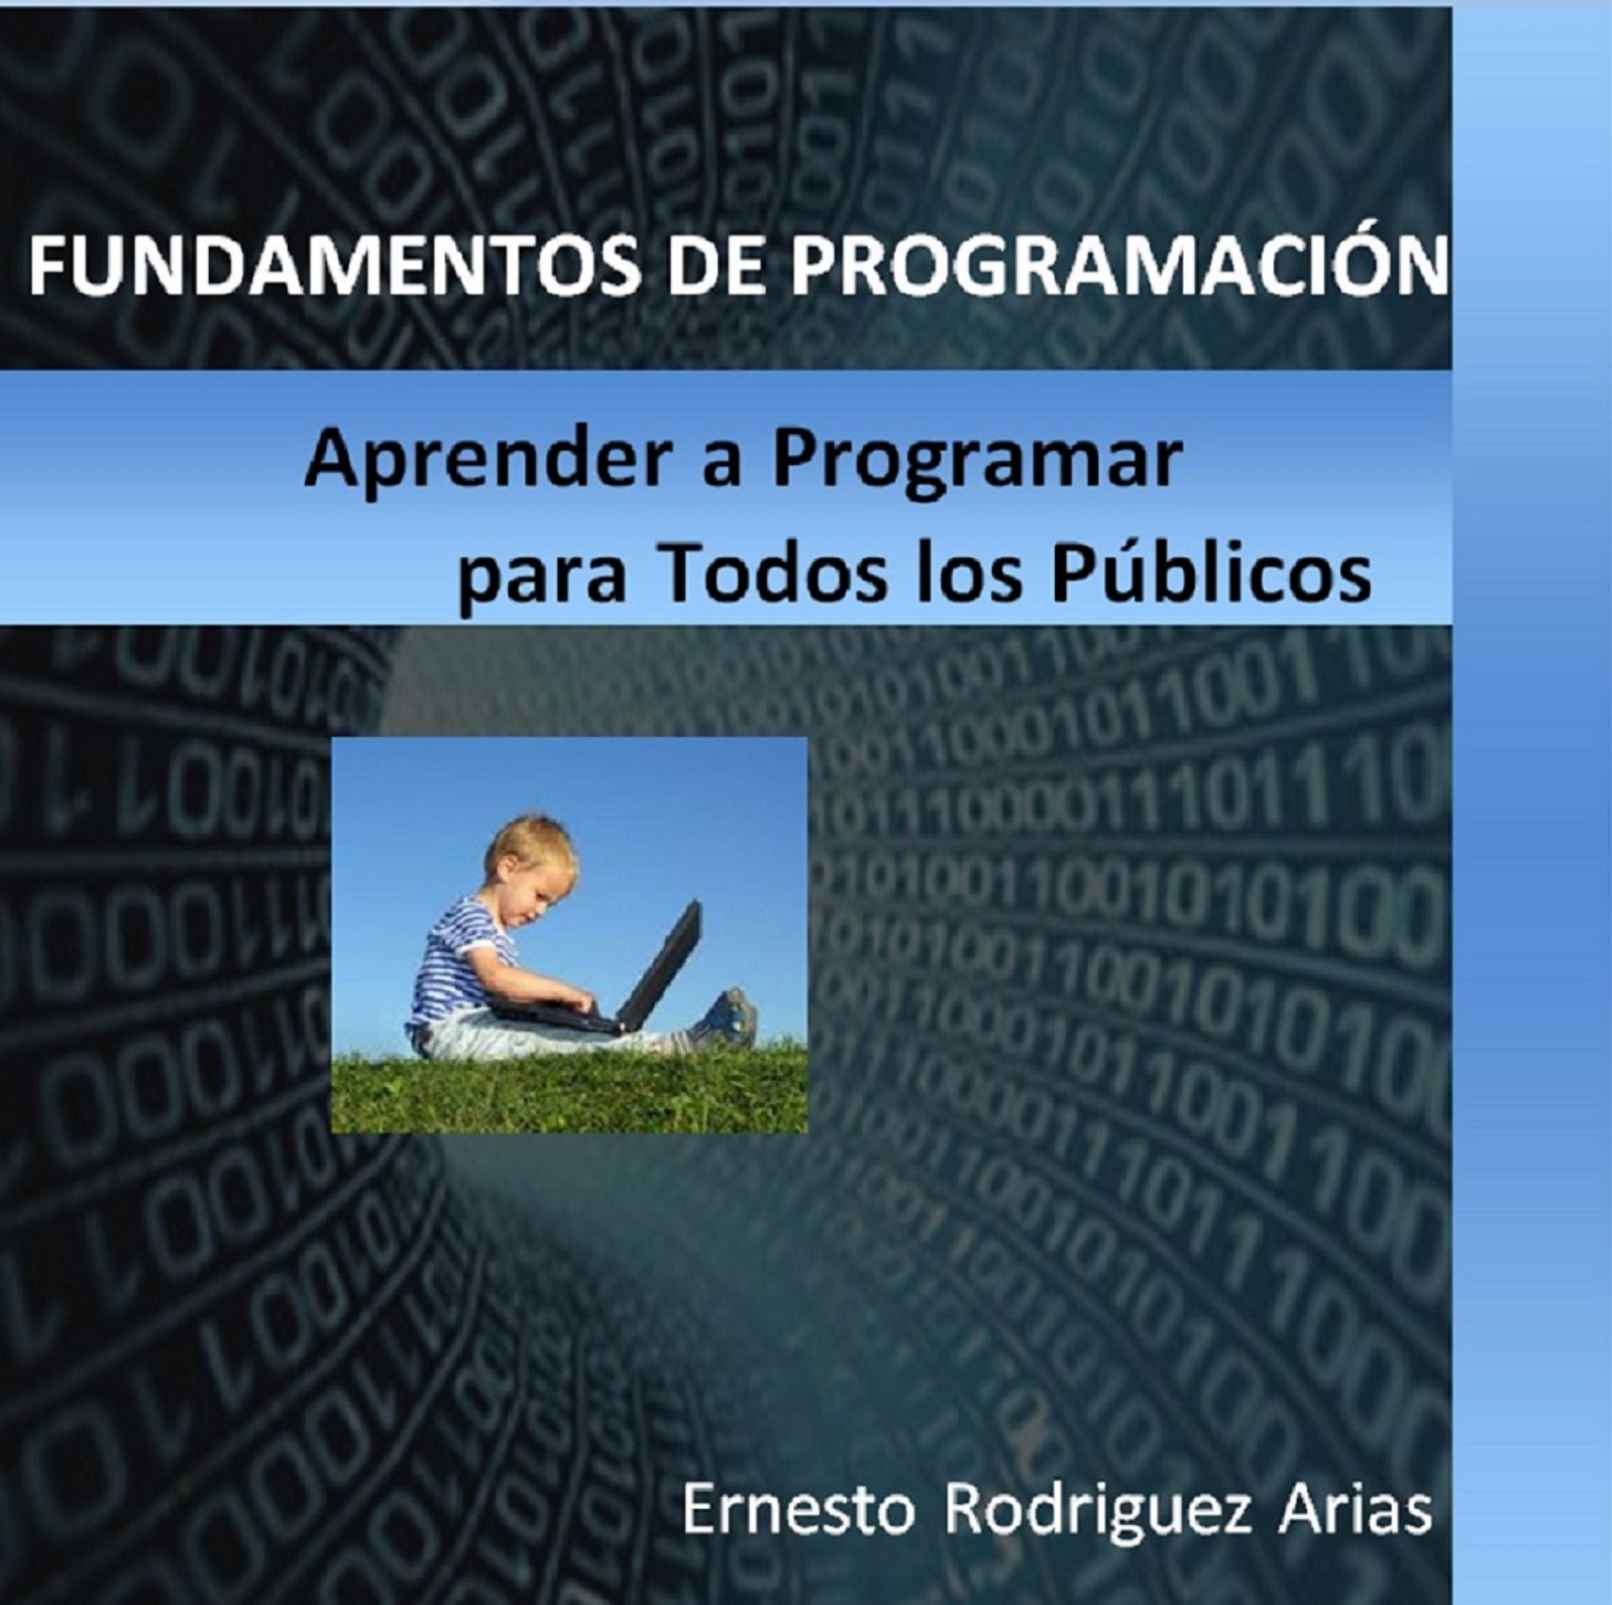 FUNDAMENTOS DE PROGRAMACIÓN
Aprender a Programar
para Todos los Públicos
Ernesto Rodriguez Arias